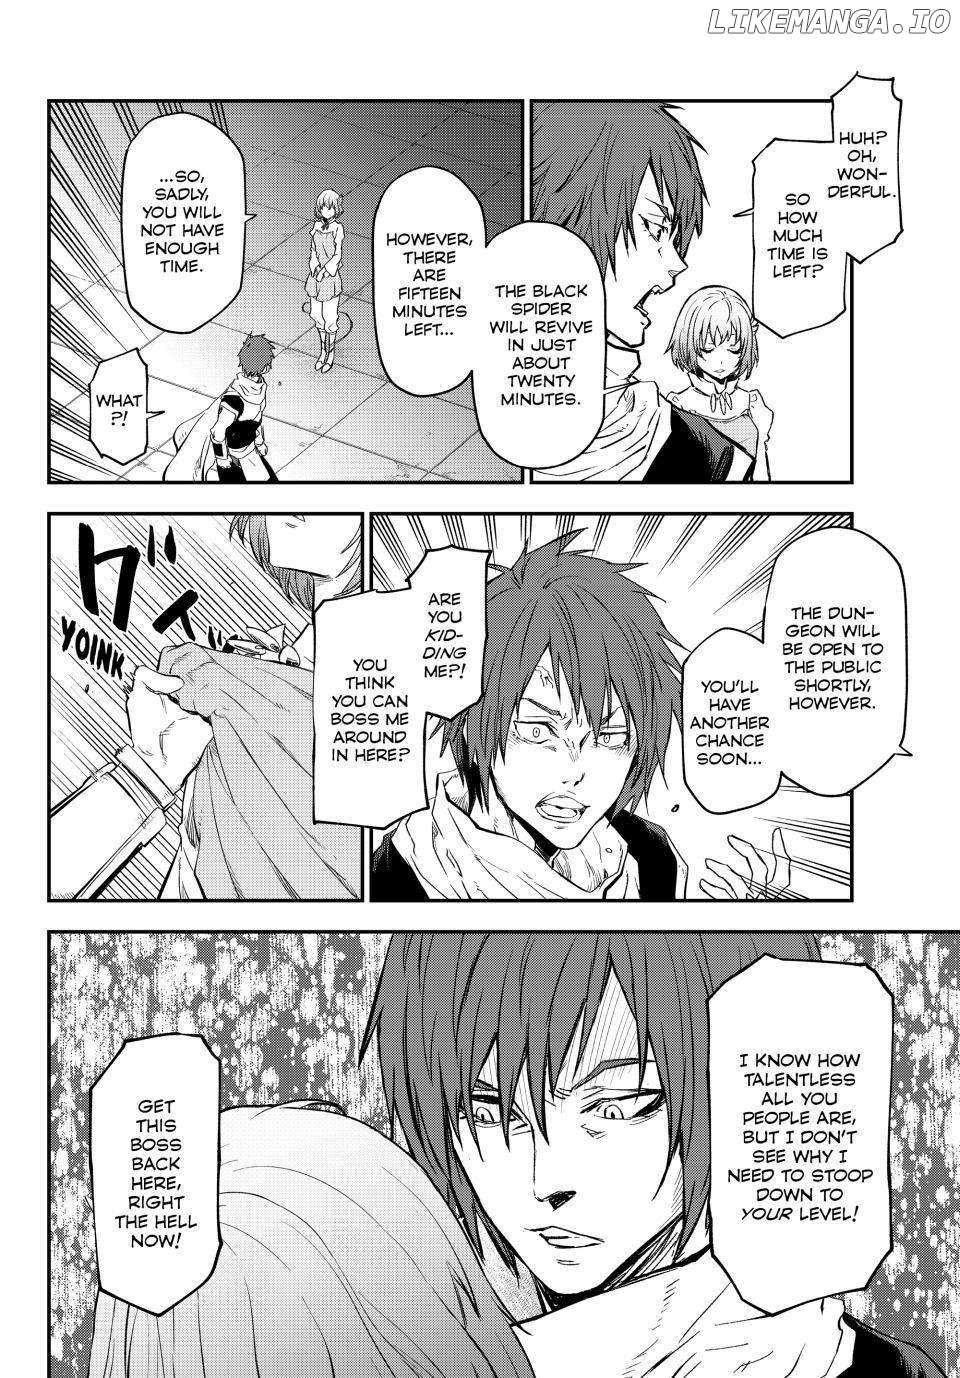 LIKEMANGA.IO
HUH?
OH,
WON-
DERFUL.
SO
HOW
MUCH
TIME IS
LEFT?
THE BLACK
SPIDER
WILL REVIVE
IN JUST
ABOUT
TWENTY
MINUTES.
HOWEVER,
THERE
ARE
FIFTEEN
MINUTES
LEFT...
...SO,
SADLY,
YOU WILL
NOT HAVE
ENOUGH
TIME.
WHAT
?!
THE DUN-
GEON WILL
BE OPEN TO
THE PUBLIC
SHORTLY,
HOWEVER.
YOU'LL
HAVE
ANOTHER
CHANCE
SOON...
ARE
YOU
KID-
DING
ME?!
YOU
THINK
YOU CAN
BOSS ME
AROUND
IN HERE?
グイッ
YOINK
I KNOW HOW
TALENTLESS
ALL YOU
PEOPLE ARE,
BUT I DON'T
SEE WHY I
NEED TO STOOP
DOWN TO
YOUR LEVEL!
GET
THIS
BOSS
BACK
HERE,
RIGHT
THE HELL
NOW!